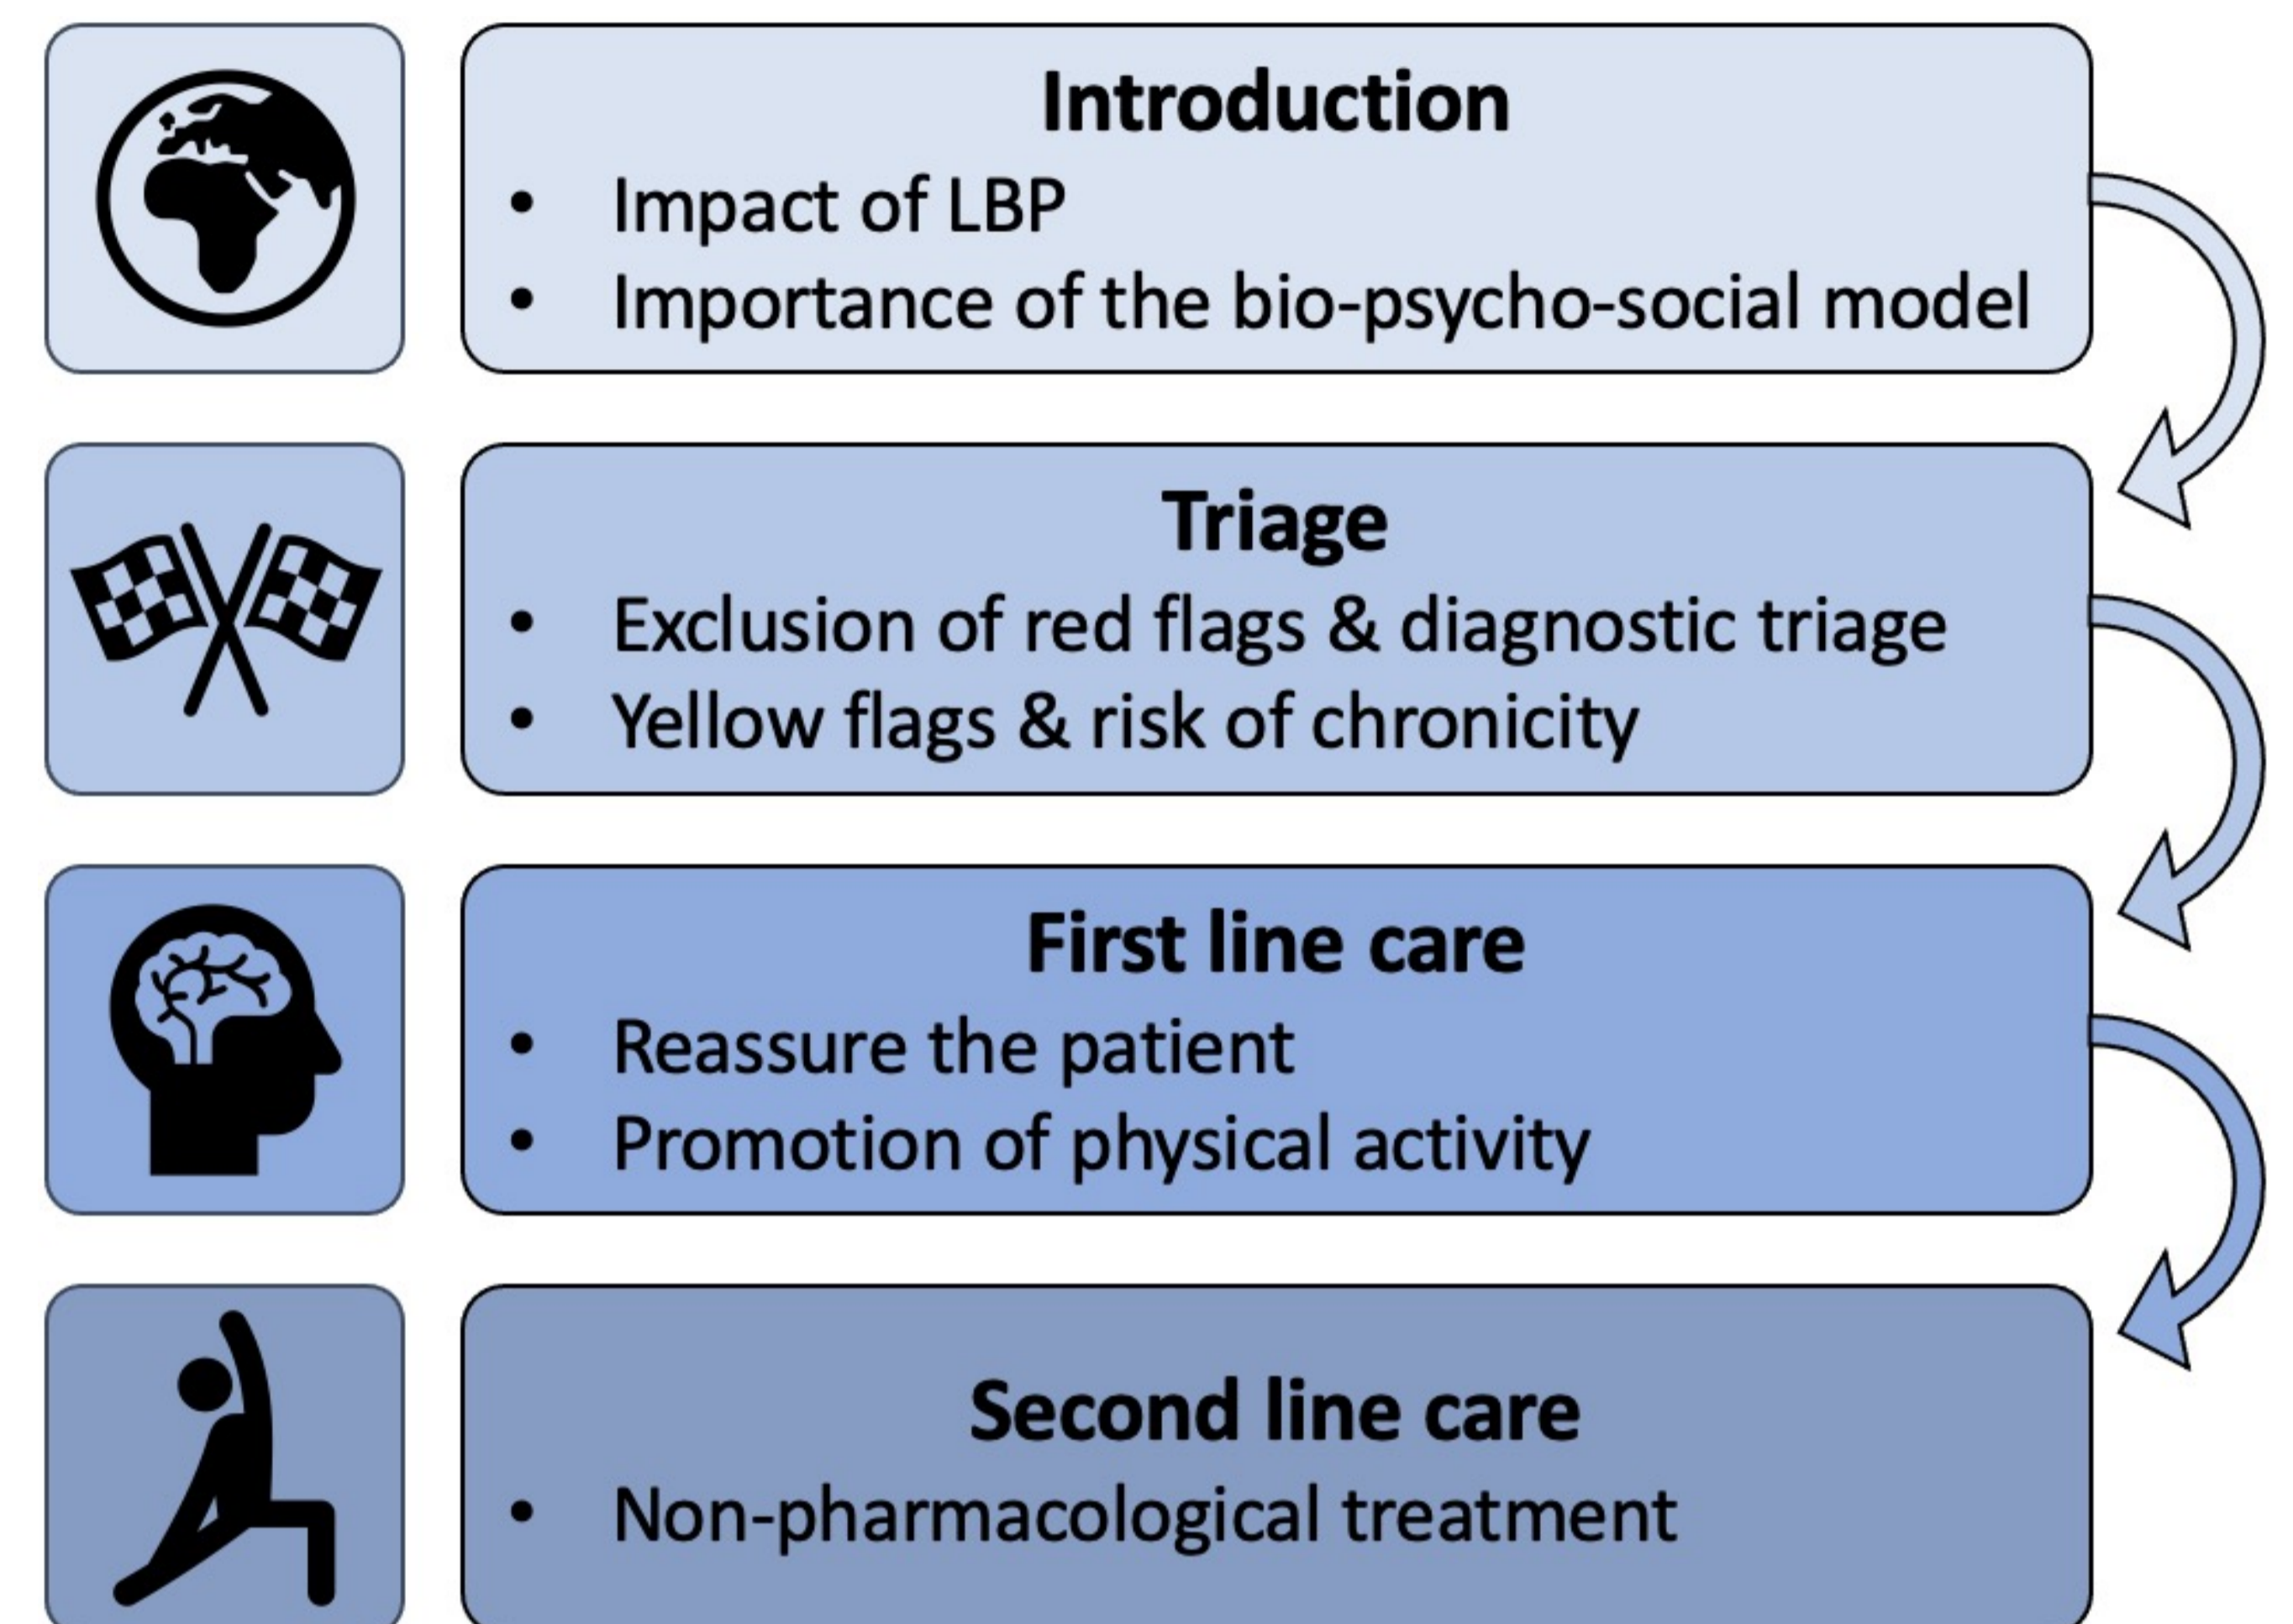 Introduction
• Impact of LBP
• Importance of the bio-psycho-social model
Triage
• Exclusion of red flags & diagnostic triage
• Yellow flags & risk of chronicity
First line care
• Reassure the patient
• Promotion of physical activity
Second line care
• Non-pharmacological treatment